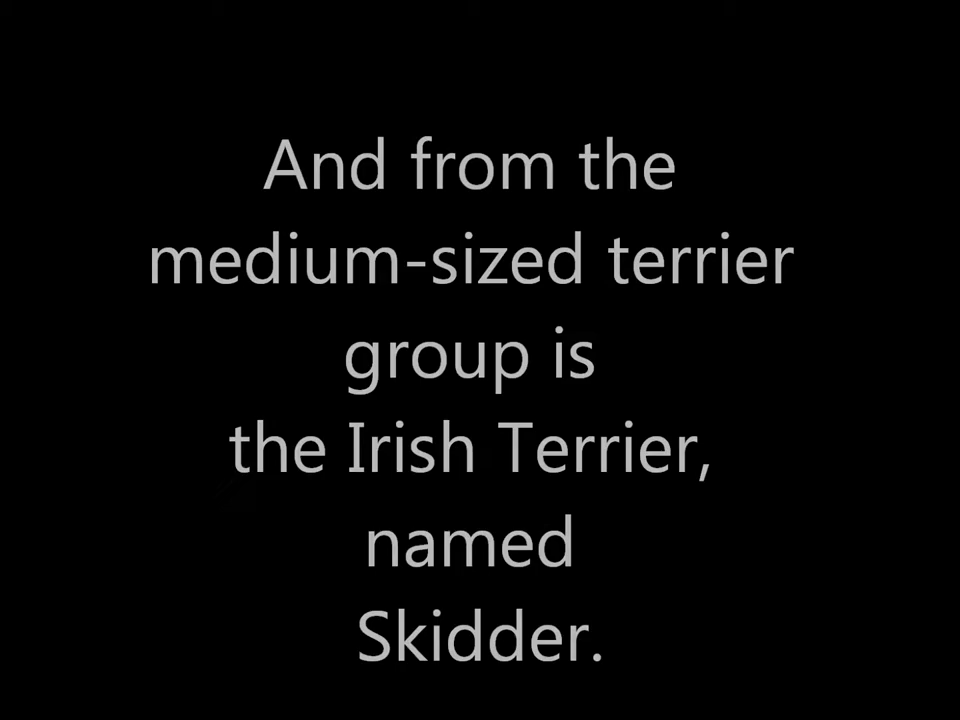 And from the
medium-sized terrier
group is
the Irish Terrier,
named
Skidder.